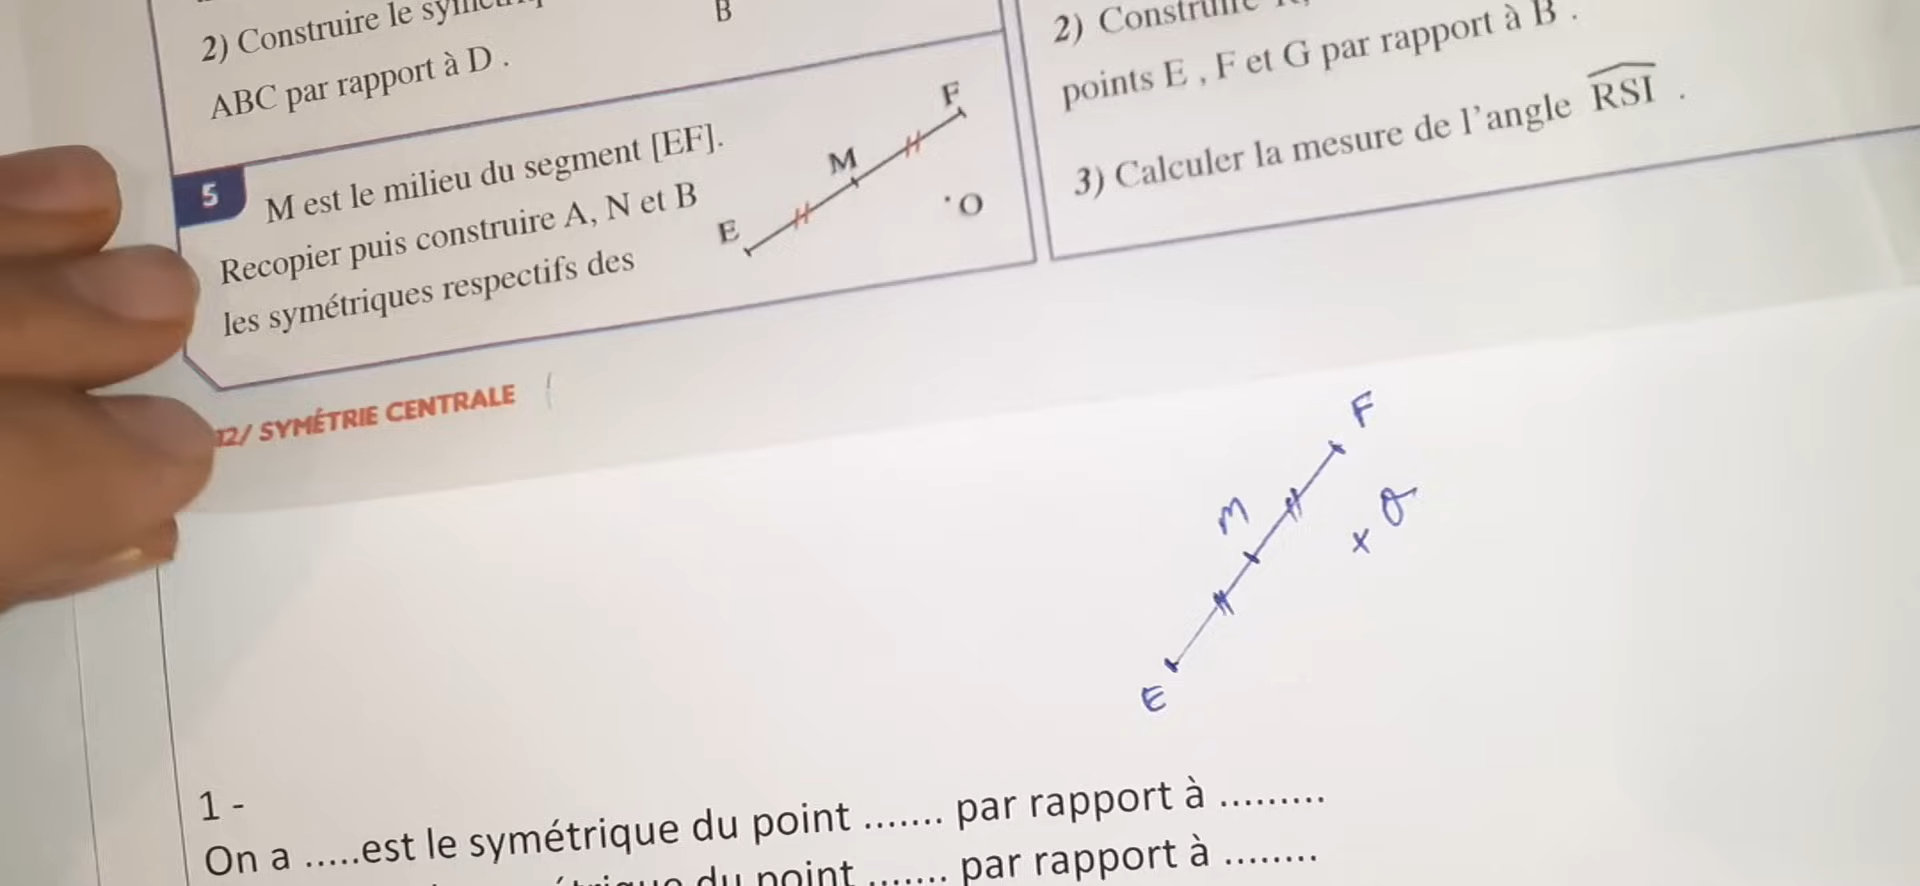 2) Construire le
ABC par rapport à D .
B
5
M est le milieu du segment [EF].
Recopier puis construire A, N et B
les symétriques respectifs des
E
M
F
O
2) Construire
points E , F et G par rapport à B .
3) Calculer la mesure de l'angle RSI .
12/ SYMÉTRIE CENTRALE
F
M
O
E
1 -
On a .....est le symétrique du point ....... par rapport à .........
du point ....... par rapport à ........